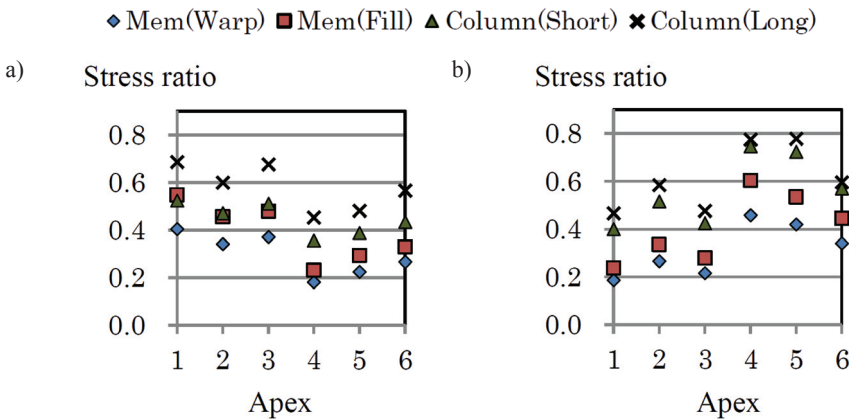 Mem(Warp) Mem(Fill) Column(Short) Column(Long)
a) Stress ratio
0.8
0.6
0.4
0.2
0.0
1 2 3 4 5 6
Apex
b) Stress ratio
0.8
0.6
0.4
0.2
0.0
1 2 3 4 5 6
Apex